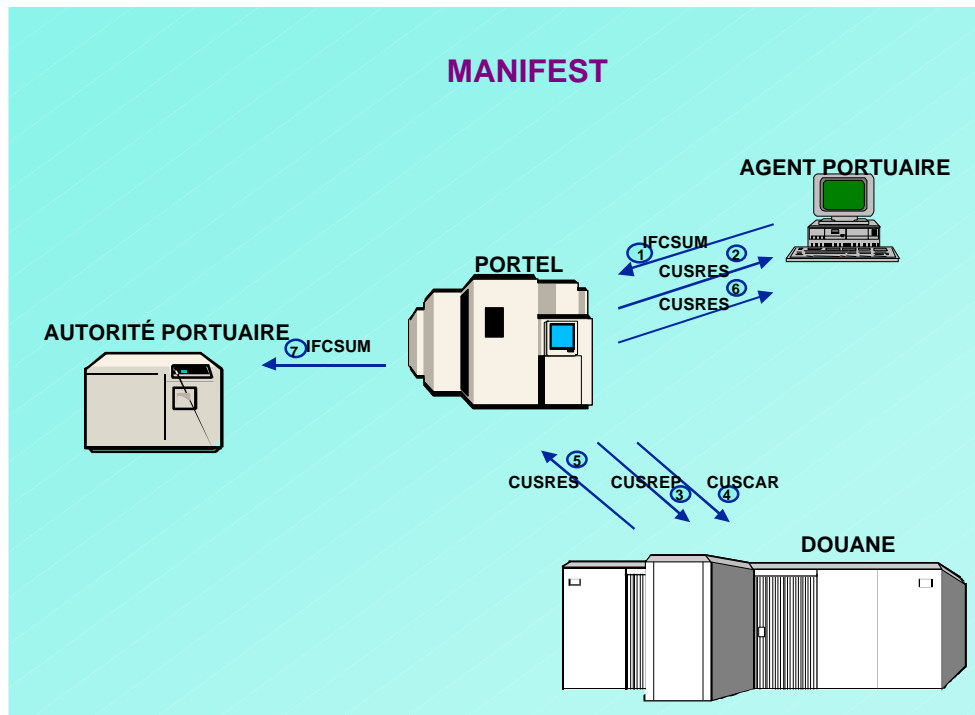 MANIFEST
AGENT PORTUAIRE
1 IFCSUM
2
CUSRES
6
CUSRES
PORTEL
AUTORITÉ PORTUAIRE
7 IFCSUM
5
CUSRES
CUSREP
3
CUSCAR
4
DOUANE